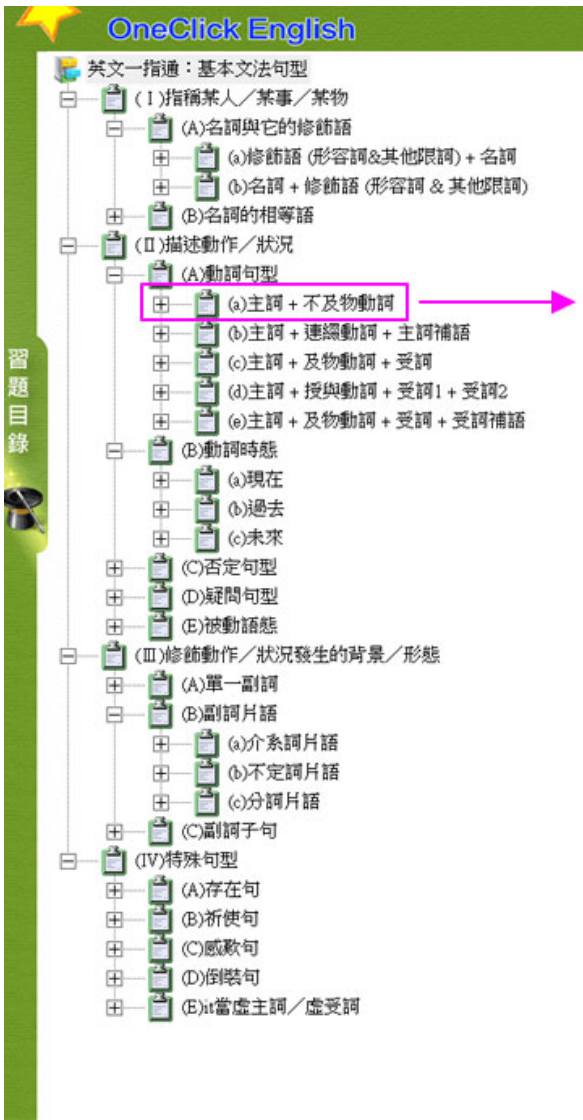 OneClick English
英文一指通：基本文法句型
(Ⅰ)指稱某人／某事／某物
(A)名詞與它的修飾語
(a)修飾語 (形容詞&其他限詞) + 名詞
(b)名詞 + 修飾語 (形容詞 & 其他限詞)
(B)名詞的相等語
(Ⅱ)描述動作／狀況
(A)動詞句型
(a)主詞 + 不及物動詞
(b)主詞 + 連綴動詞 + 主詞補語
(c)主詞 + 及物動詞 + 受詞
(d)主詞 + 授與動詞 + 受詞1 + 受詞2
(e)主詞 + 及物動詞 + 受詞 + 受詞補語
(B)動詞時態
(a)現在
(b)過去
(c)未來
(C)否定句型
(D)疑問句型
(E)被動語態
(Ⅲ)修飾動作／狀況發生的背景／形態
(A)單一副詞
(B)副詞片語
(a)介系詞片語
(b)不定詞片語
(c)分詞片語
(C)副詞子句
(IV)特殊句型
(A)存在句
(B)祈使句
(C)感歎句
(D)倒裝句
(E)it當虛主詞／虛受詞
習題目錄